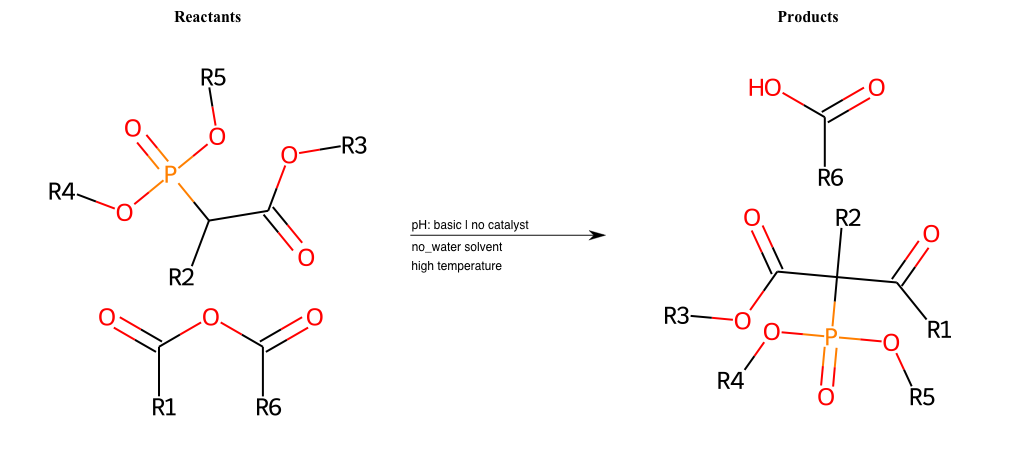 Reactants
Products
R5
O
O
O
R3
P
R4
O
O
R2
O
O
O
R1
R6
pH: basic | no catalyst
no_water solvent
high temperature
HO
O
R6
O
R2
O
R3
O
O
P
O
R1
R4
O
R5